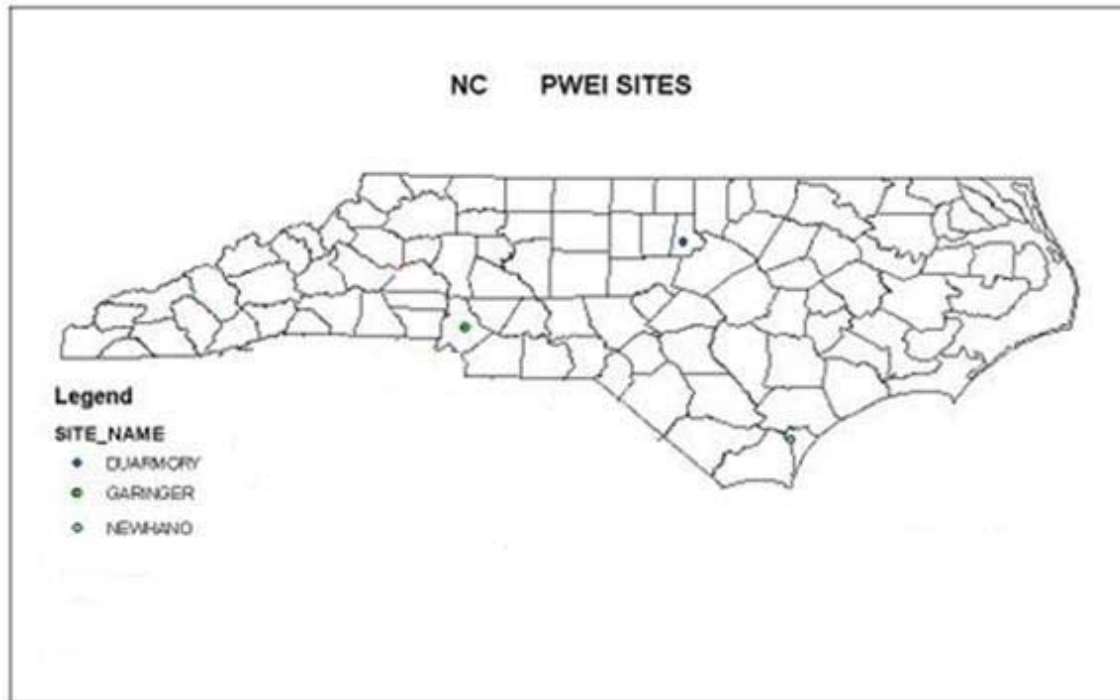 NC PWEI SITES
Legend
SITE_NAME
DUARMORY
GARINGER
NEWHANO